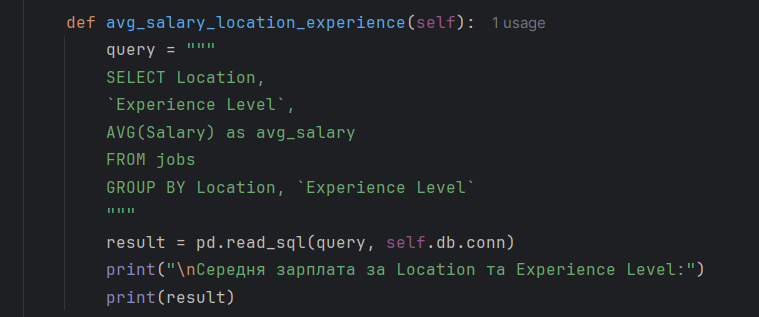 def avg_salary_location_experience(self): 1 usage
query = """
SELECT Location,
`Experience Level`,
AVG(Salary) as avg_salary
FROM jobs
GROUP BY Location, `Experience Level`
"""
result = pd.read_sql(query, self.db.conn)
print("\nСередня зарплата за Location та Experience Level:")
print(result)